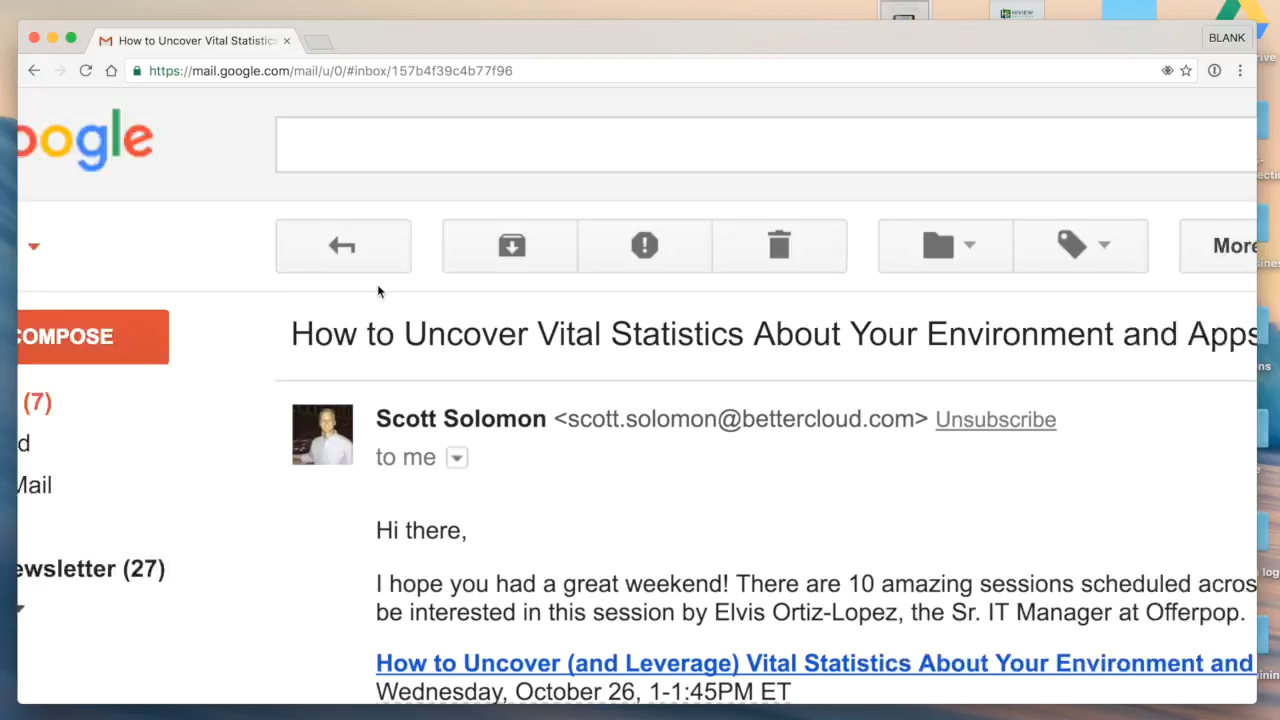 HIVIEW
How to Uncover Vital Statistics
BLANK
https://mail.google.com/mail/u/0/#inbox/157b4f39c4b77f96
rive
oogle
More
COMPOSE
How to Uncover Vital Statistics About Your Environment and Apps
(7)
Scott Solomon <scott.solomon@bettercloud.com> Unsubscribe
d
to me
Mail
Hi there,
ewsletter (27)
I hope you had a great weekend! There are 10 amazing sessions scheduled acros
be interested in this session by Elvis Ortiz-Lopez, the Sr. IT Manager at Offerpop.
How to Uncover (and Leverage) Vital Statistics About Your Environment and
Wednesday, October 26, 1-1:45PM ET